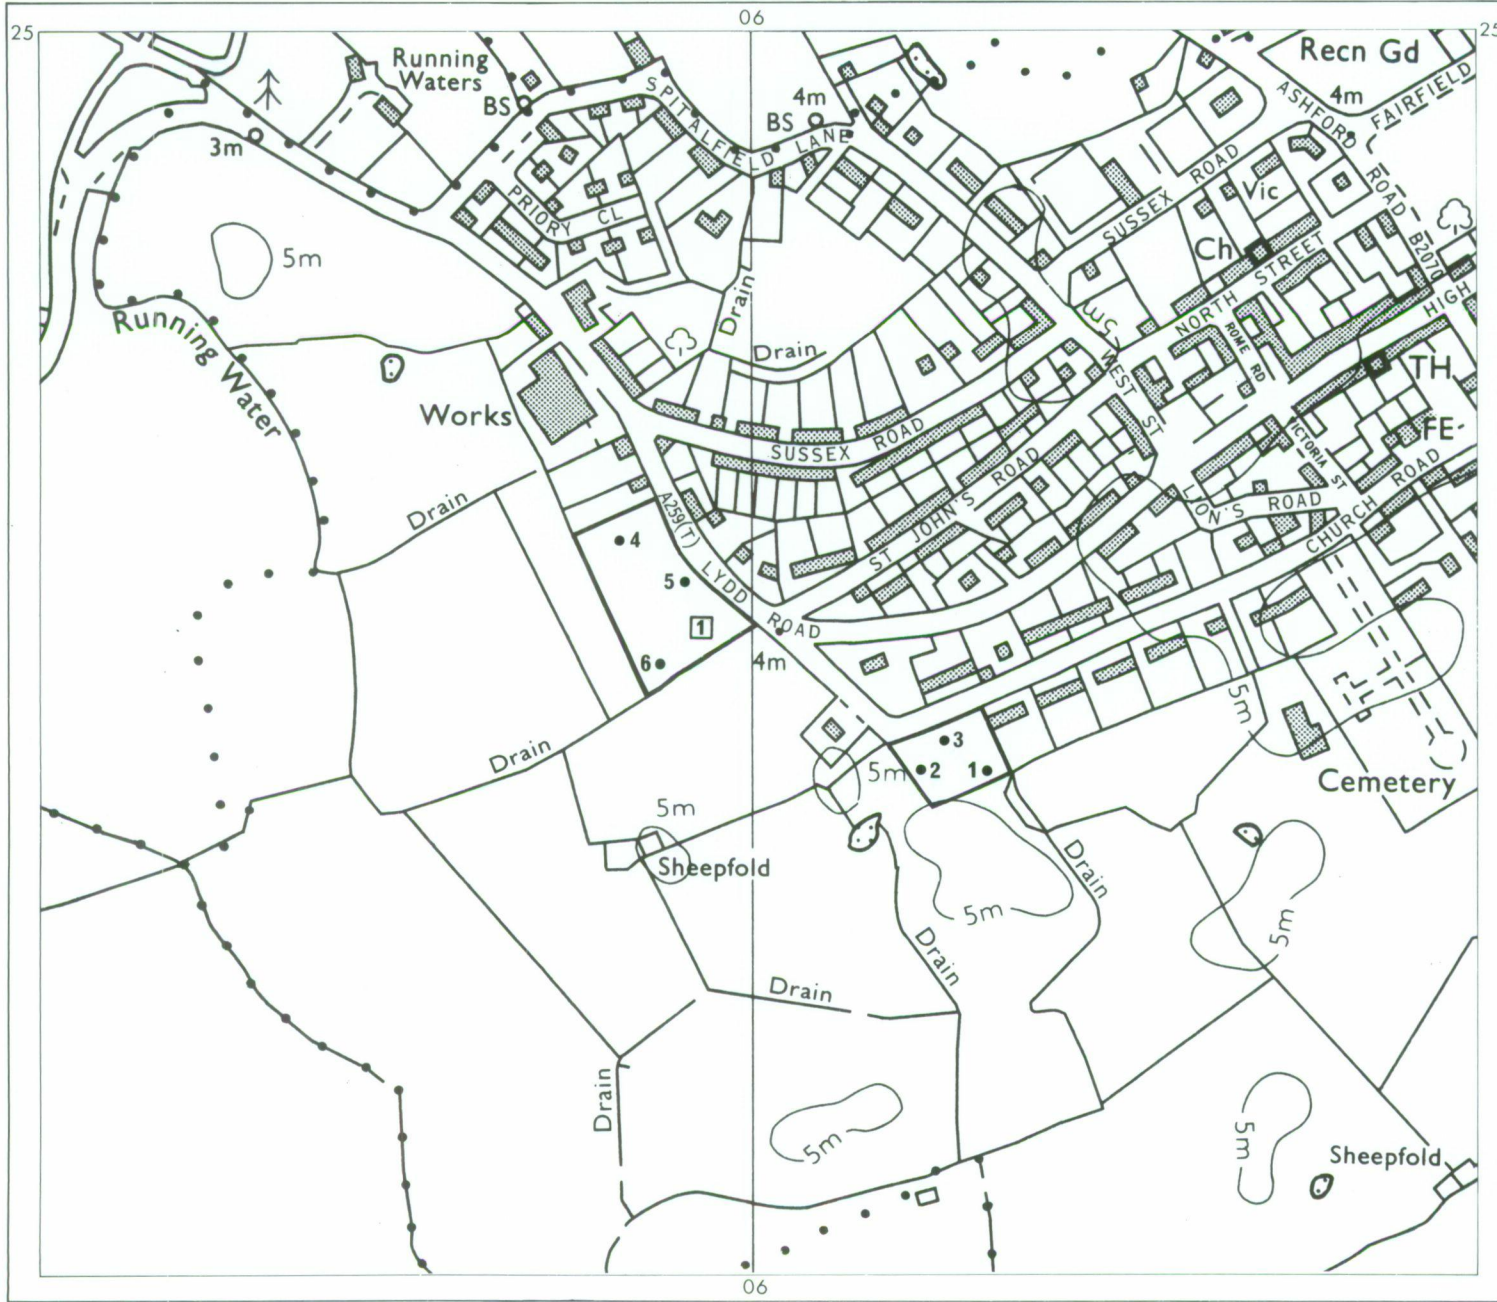 06
25
25
Running
Waters
BS
SPITALFIELD LANE
4m
BS
Recn Gd
4m
ASHFORD ROAD B2070
FAIRFIELD
3m
PRIORY CL
SUSSEX ROAD
Vic
Ch
NORTH STREET
HIGH
5m
Running Water
Drain
Drain
5m
ROME RD
WEST ST
TH
FE-
Works
SUSSEX ROAD
VICTORIA ST
Drain
A259(T) LYDD ROAD
ST JOHN'S ROAD
LION'S ROAD
CHURCH ROAD
4
5
1
6
4m
5m
Drain
3
5m
2
1
Cemetery
5m
Sheepfold
Drain
5m
5m
Drain
Drain
Drain
5m
5m
Sheepfold
06